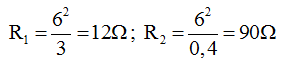 R₁ = 6²/3 = 12Ω ; R₂ = 6²/0,4 = 90Ω